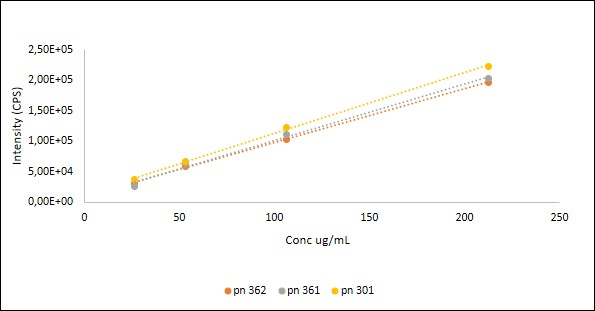 2,50E+05
2,00E+05
1,50E+05
1,00E+05
5,00E+04
0,00E+00
Intensity (CPS)
0 50 100 150 200 250
Conc ug/mL
pn 362 pn 361 pn 301